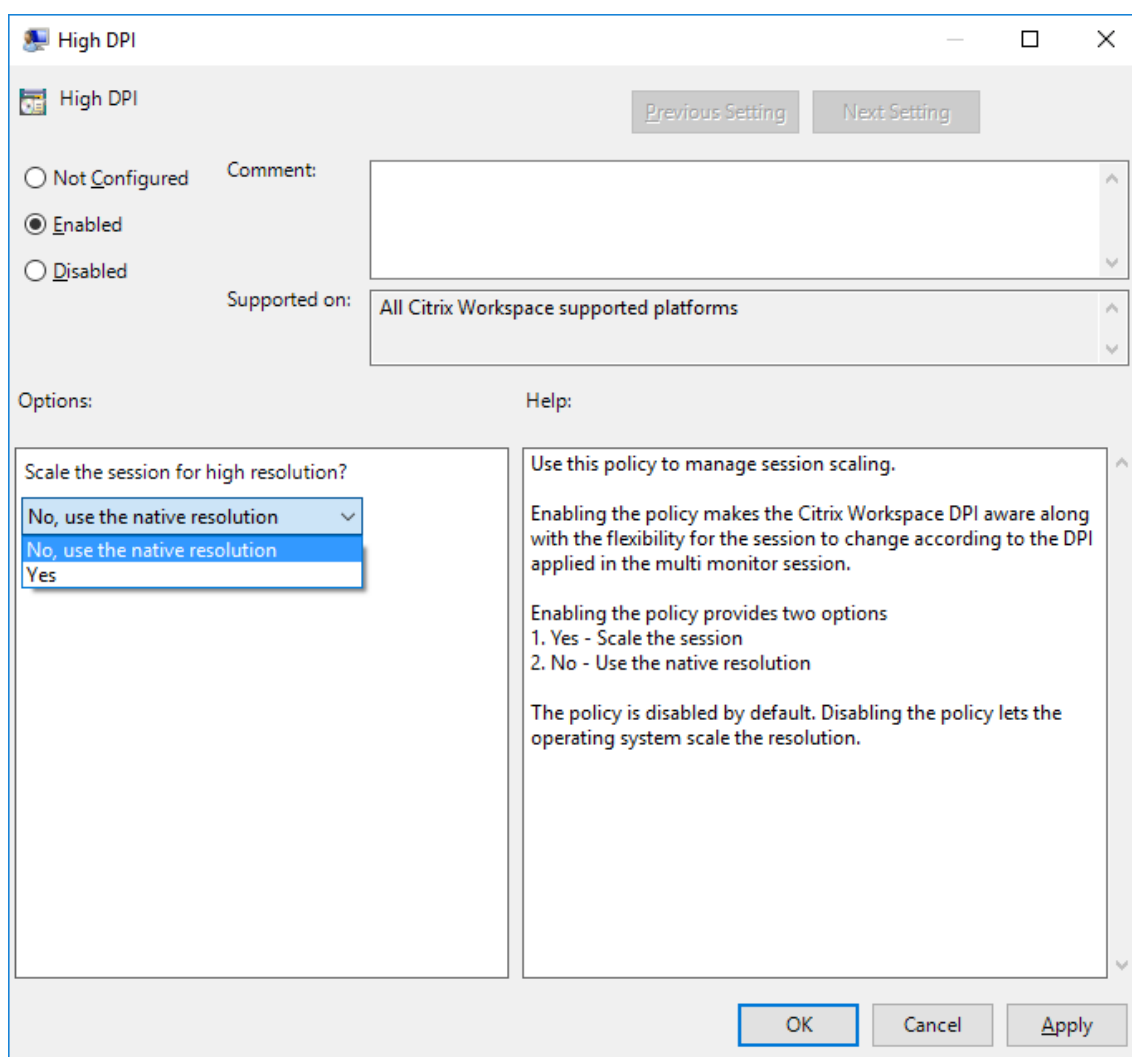 High DPI
High DPI
Previous Setting
Next Setting
Not Configured
Comment:
Enabled
Disabled
Supported on:
All Citrix Workspace supported platforms
Options:
Help:
Scale the session for high resolution?
No, use the native resolution
No, use the native resolution
Yes
Use this policy to manage session scaling.
Enabling the policy makes the Citrix Workspace DPI aware along
with the flexibility for the session to change according to the DPI
applied in the multi monitor session.
Enabling the policy provides two options
1. Yes - Scale the session
2. No - Use the native resolution
The policy is disabled by default. Disabling the policy lets the
operating system scale the resolution.
OK
Cancel
Apply